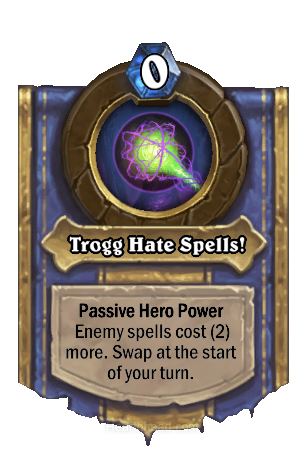 0
Trogg Hate Spells!
Passive Hero Power
Enemy spells cost (2)
more. Swap at the start
of your turn.